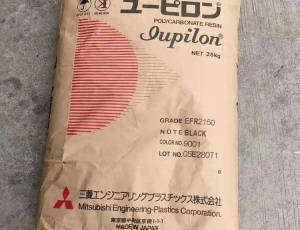 ユーピロン
POLYCARBONATE RESIN
Iupilon®
NET 25kg
GRADE EFR2150
NOTE BLACK
COLOR NO. 9001
LOT NO. C5E280T1
三菱エンジニアリングプラスチックス株式会社
Mitsubishi Engineering-Plastics Corporation.
MADE IN JAPAN